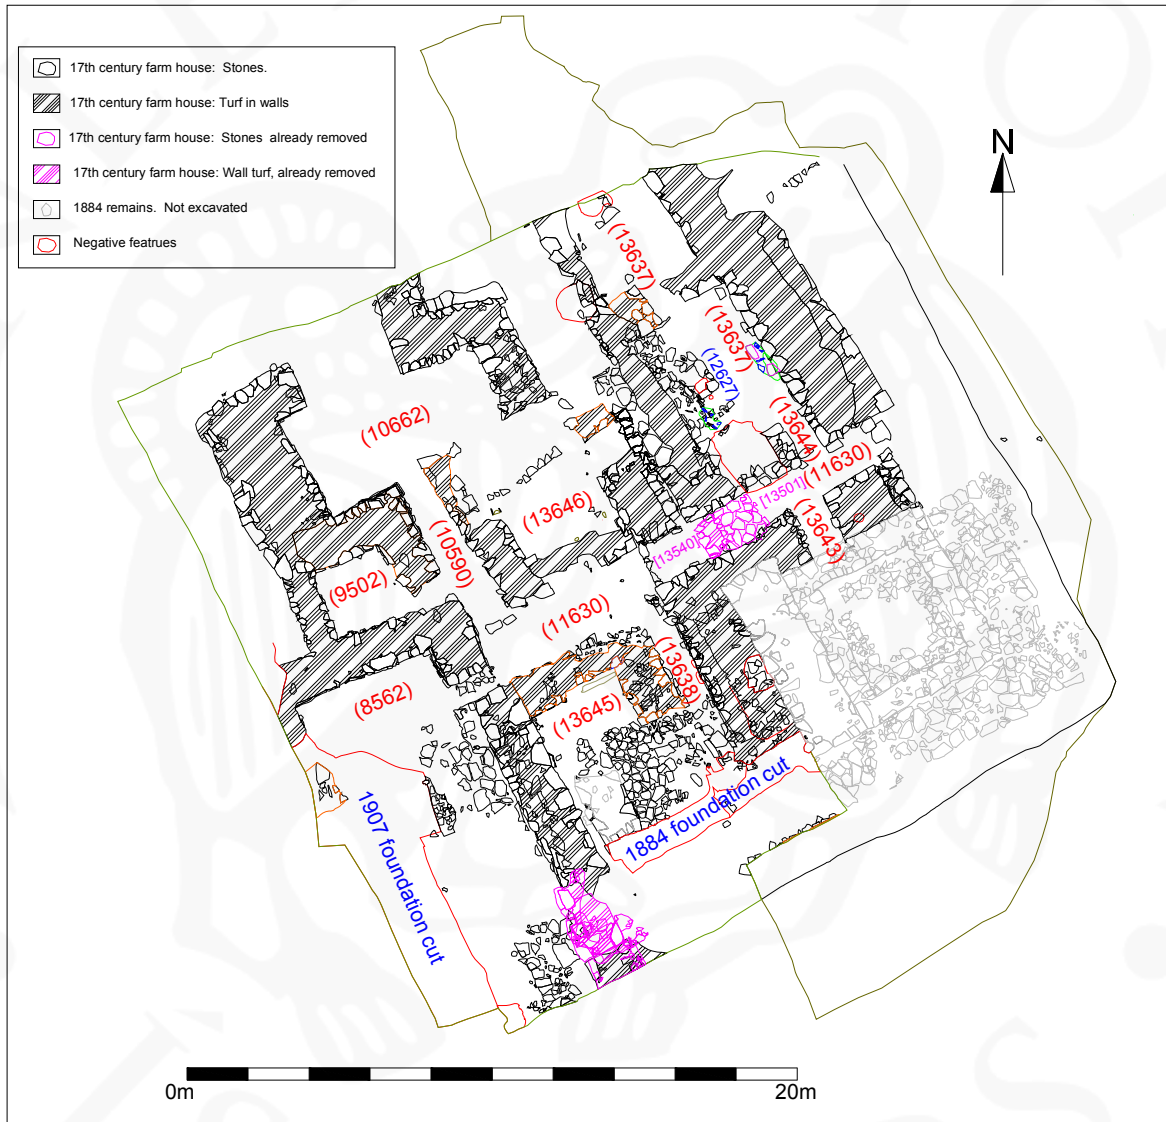 17th century farm house: Stones.
17th century farm house: Turf in walls
17th century farm house: Stones already removed
17th century farm house: Wall turf, already removed
1884 remains. Not excavated
Negative featrues
N
(13637)
(13637)
(12627)
(10662)
(13644)
(11630)
(13646)
[13501]
(13643)
[13540]
(10590)
(9502)
(11630)
(13638)
(8562)
(13645)
1884 foundation cut
1907 foundation cut
0m
20m